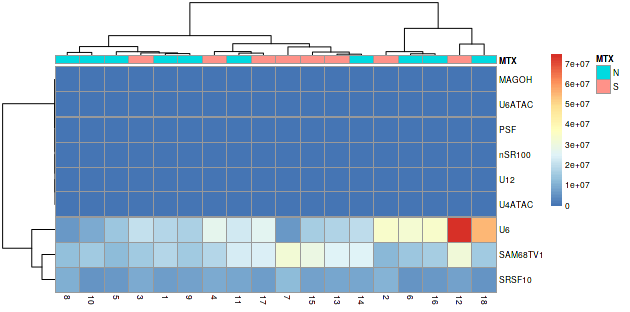 MTX
MAGOH
U6ATAC
PSF
nSR100
U12
U4ATAC
U6
SAM68TV1
SRSF10
8 10 5 3 1 9 4 11 17 7 15 13 14 2 6 16 12 18
7e+07
6e+07
5e+07
4e+07
3e+07
2e+07
1e+07
0
MTX
N
S